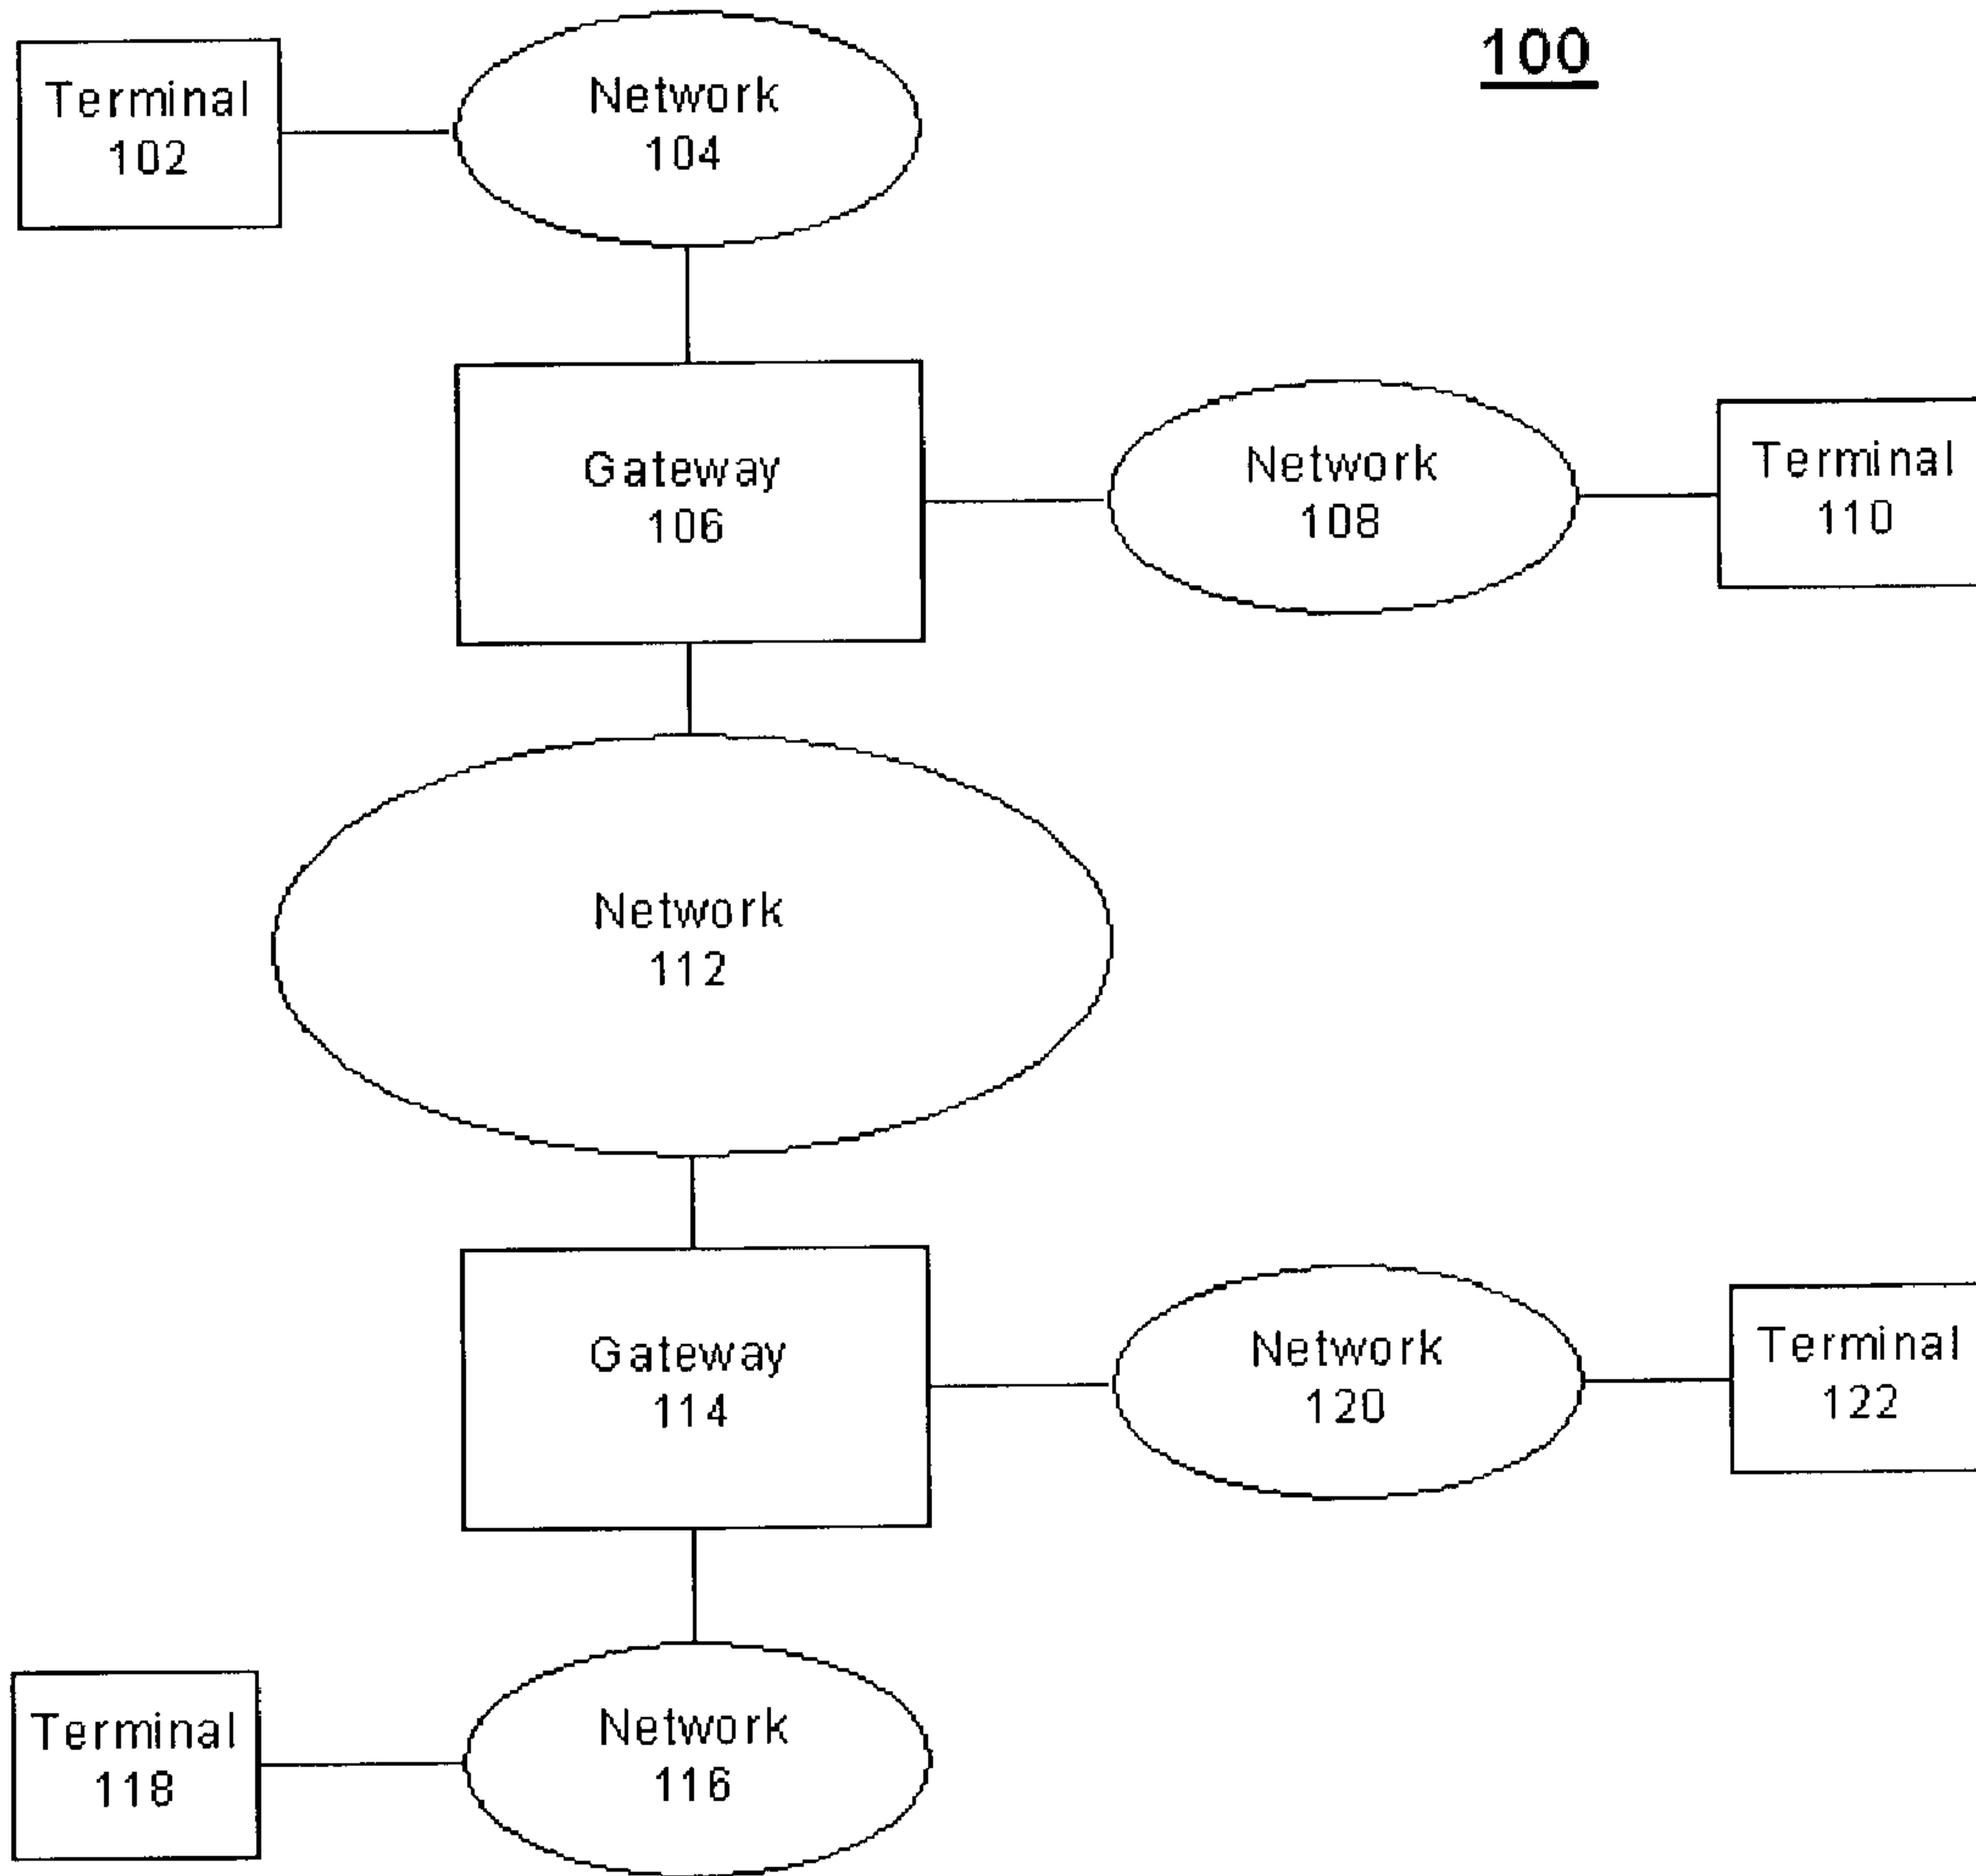 100
Terminal
102
Network
104
Gateway
106
Network
108
Terminal
110
Network
112
Gateway
114
Network
120
Terminal
122
Terminal
118
Network
116